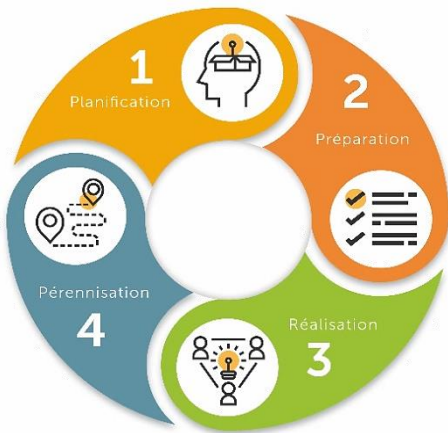 1
Planification
2
Préparation
Réalisation
3
Pérennisation
4